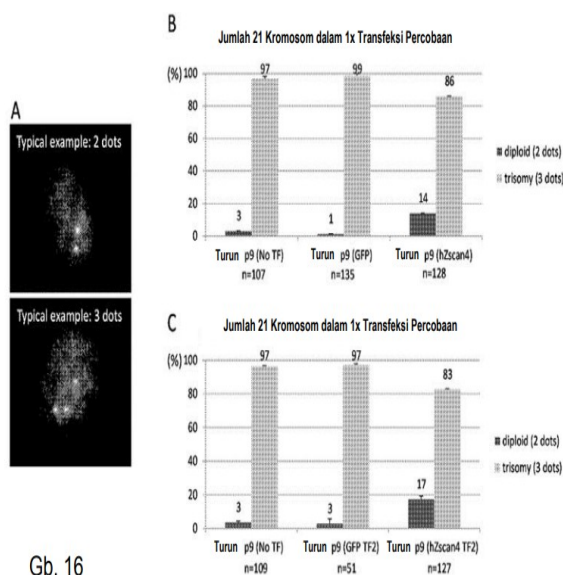 A
Typical example: 2 dots
Typical example: 3 dots
B
Jumlah 21 Kromosom dalam 1x Transfeksi Percobaan
(%)
100
80
60
40
20
0
3
97
1
99
14
86
Turun p9 (No TF)
n=107
Turun p9 (GFP)
n=135
Turun p9 (hZscan4)
n=128
diploid (2 dots)
trisomy (3 dots)
C
Jumlah 21 Kromosom dalam 1x Transfeksi Percobaan
(%)
100
80
60
40
20
0
3
97
3
97
17
83
Turun p9 (No TF)
n=109
Turun p9 (GFP TF2)
n=51
Turun p9 (hZscan4 TF2)
n=127
diploid (2 dots)
trisomy (3 dots)
Gb. 16